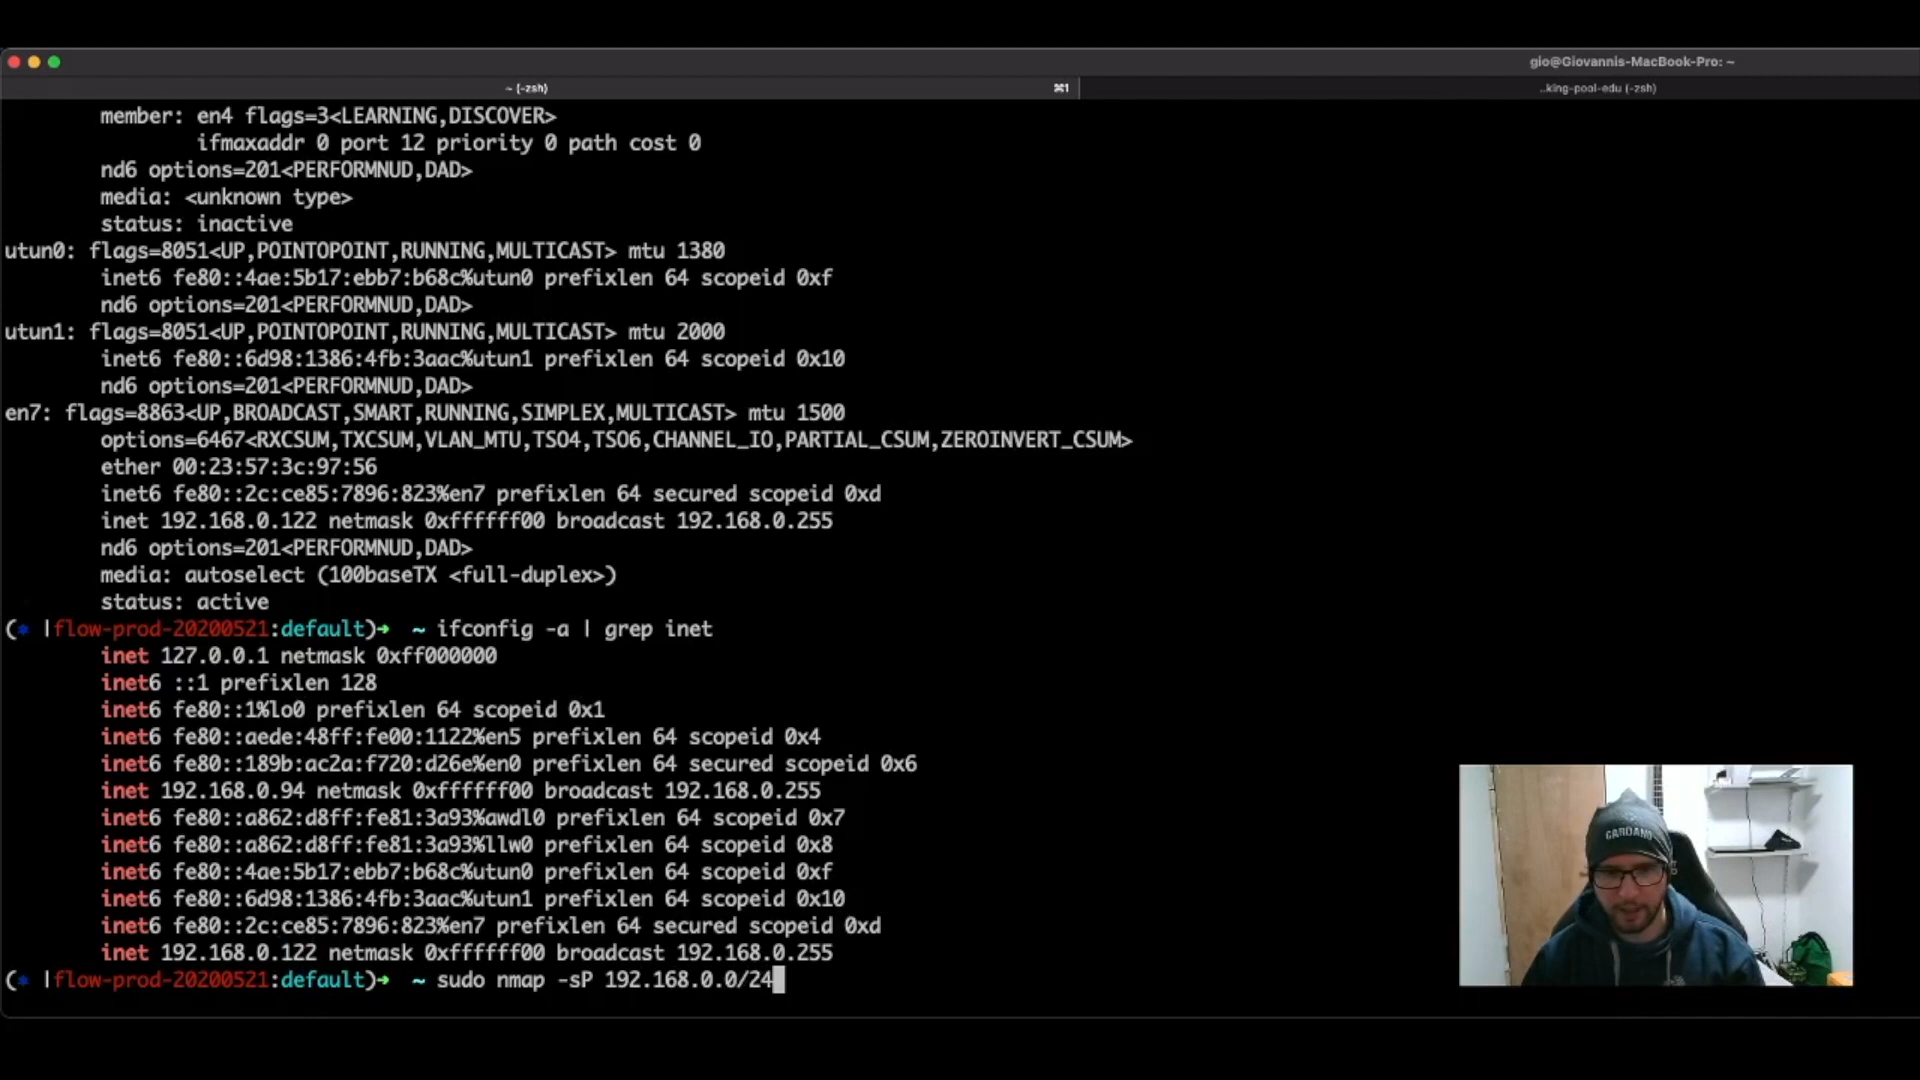 gio@Giovannis-MacBook-Pro: ~
~ (-zsh) ⌘1 ..king-pool-edu (-zsh)
member: en4 flags=3<LEARNING,DISCOVER>
ifmaxaddr 0 port 12 priority 0 path cost 0
nd6 options=201<PERFORMNUD,DAD>
media: <unknown type>
status: inactive
utun0: flags=8051<UP,POINTOPOINT,RUNNING,MULTICAST> mtu 1380
inet6 fe80::4ae:5b17:ebb7:b68c%utun0 prefixlen 64 scopeid 0xf
nd6 options=201<PERFORMNUD,DAD>
utun1: flags=8051<UP,POINTOPOINT,RUNNING,MULTICAST> mtu 2000
inet6 fe80::6d98:1386:4fb:3aac%utun1 prefixlen 64 scopeid 0x10
nd6 options=201<PERFORMNUD,DAD>
en7: flags=8863<UP,BROADCAST,SMART,RUNNING,SIMPLEX,MULTICAST> mtu 1500
options=6467<RXCSUM,TXCSUM,VLAN_MTU,TSO4,TSO6,CHANNEL_IO,PARTIAL_CSUM,ZEROINVERT_CSUM>
ether 00:23:57:3c:97:56
inet6 fe80::2c:ce85:7896:823%en7 prefixlen 64 secured scopeid 0xd
inet 192.168.0.122 netmask 0xffffff00 broadcast 192.168.0.255
nd6 options=201<PERFORMNUD,DAD>
media: autoselect (100baseTX <full-duplex>)
status: active
(* |flow-prod-20200521:default)➜ ~ ifconfig -a | grep inet
inet 127.0.0.1 netmask 0xff000000
inet6 ::1 prefixlen 128
inet6 fe80::1%lo0 prefixlen 64 scopeid 0x1
inet6 fe80::aede:48ff:fe00:1122%en5 prefixlen 64 scopeid 0x4
inet6 fe80::189b:ac2a:f720:d26e%en0 prefixlen 64 secured scopeid 0x6
inet 192.168.0.94 netmask 0xffffff00 broadcast 192.168.0.255
inet6 fe80::a862:d8ff:fe81:3a93%awdl0 prefixlen 64 scopeid 0x7
inet6 fe80::a862:d8ff:fe81:3a93%llw0 prefixlen 64 scopeid 0x8
inet6 fe80::4ae:5b17:ebb7:b68c%utun0 prefixlen 64 scopeid 0xf
inet6 fe80::6d98:1386:4fb:3aac%utun1 prefixlen 64 scopeid 0x10
inet6 fe80::2c:ce85:7896:823%en7 prefixlen 64 secured scopeid 0xd
inet 192.168.0.122 netmask 0xffffff00 broadcast 192.168.0.255
(* |flow-prod-20200521:default)➜ ~ sudo nmap -sP 192.168.0.0/24
CARDANO